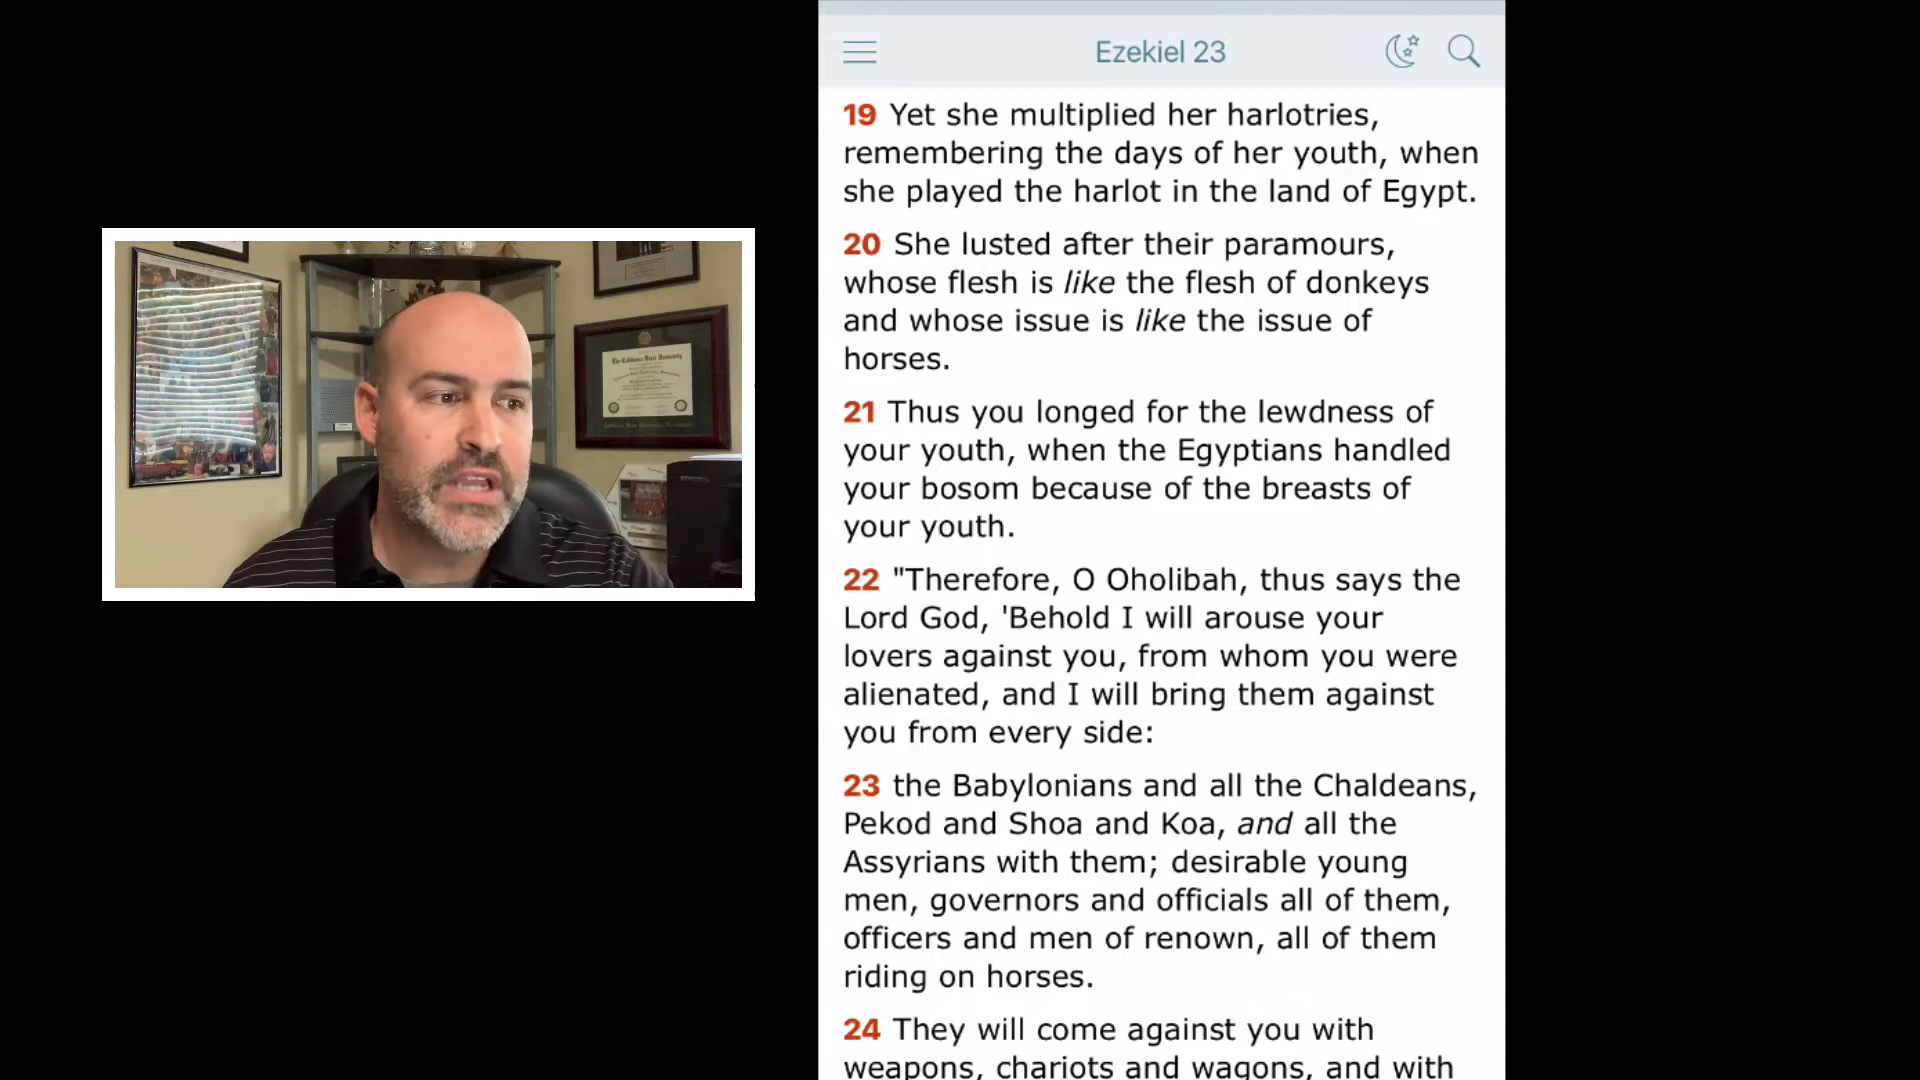 Ezekiel 23
19 Yet she multiplied her harlotries,
remembering the days of her youth, when
she played the harlot in the land of Egypt.
20 She lusted after their paramours,
whose flesh is like the flesh of donkeys
and whose issue is like the issue of
horses.
21 Thus you longed for the lewdness of
your youth, when the Egyptians handled
your bosom because of the breasts of
your youth.
22 "Therefore, O Oholibah, thus says the
Lord God, 'Behold I will arouse your
lovers against you, from whom you were
alienated, and I will bring them against
you from every side:
23 the Babylonians and all the Chaldeans,
Pekod and Shoa and Koa, and all the
Assyrians with them; desirable young
men, governors and officials all of them,
officers and men of renown, all of them
riding on horses.
24 They will come against you with
weapons, chariots and wagons, and with
The California State University